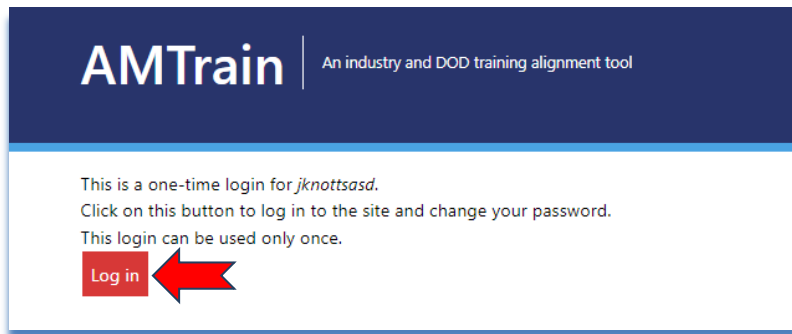 AMTrain
An industry and DOD training alignment tool
This is a one-time login for jknottsasd.
Click on this button to log in to the site and change your password.
This login can be used only once.
Log in